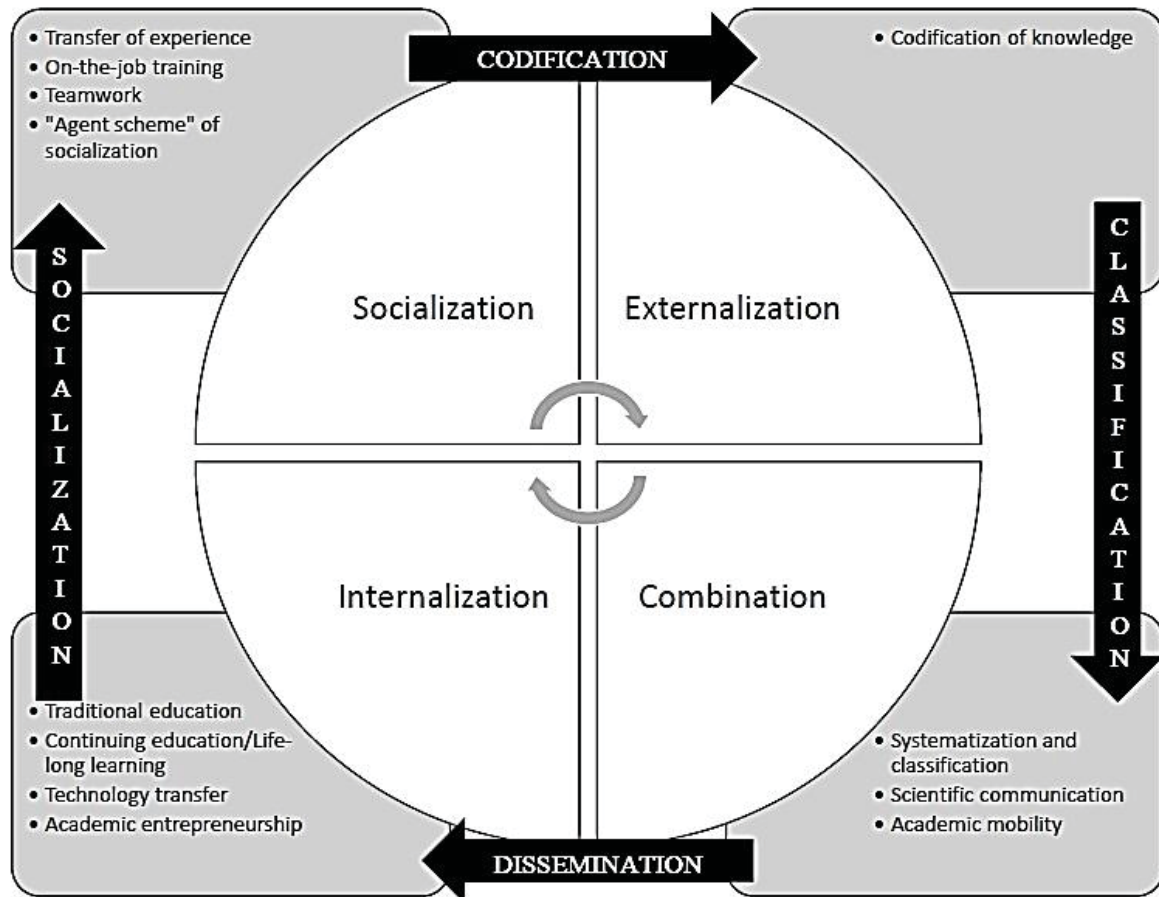 • Transfer of experience
• On-the-job training
• Teamwork
• "Agent scheme" of
socialization
CODIFICATION
• Codification of knowledge
SOCIALIZATION
CLASSIFICATION
Socialization
Externalization
Internalization
Combination
• Traditional education
• Continuing education/Life-
long learning
• Technology transfer
• Academic entrepreneurship
• Systematization and
classification
• Scientific communication
• Academic mobility
DISSEMINATION